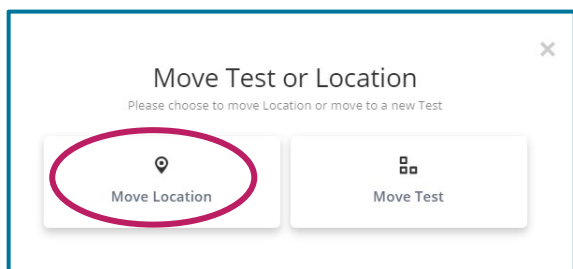 Move Test or Location
Please choose to move Location or move to a new Test
Move Location
Move Test